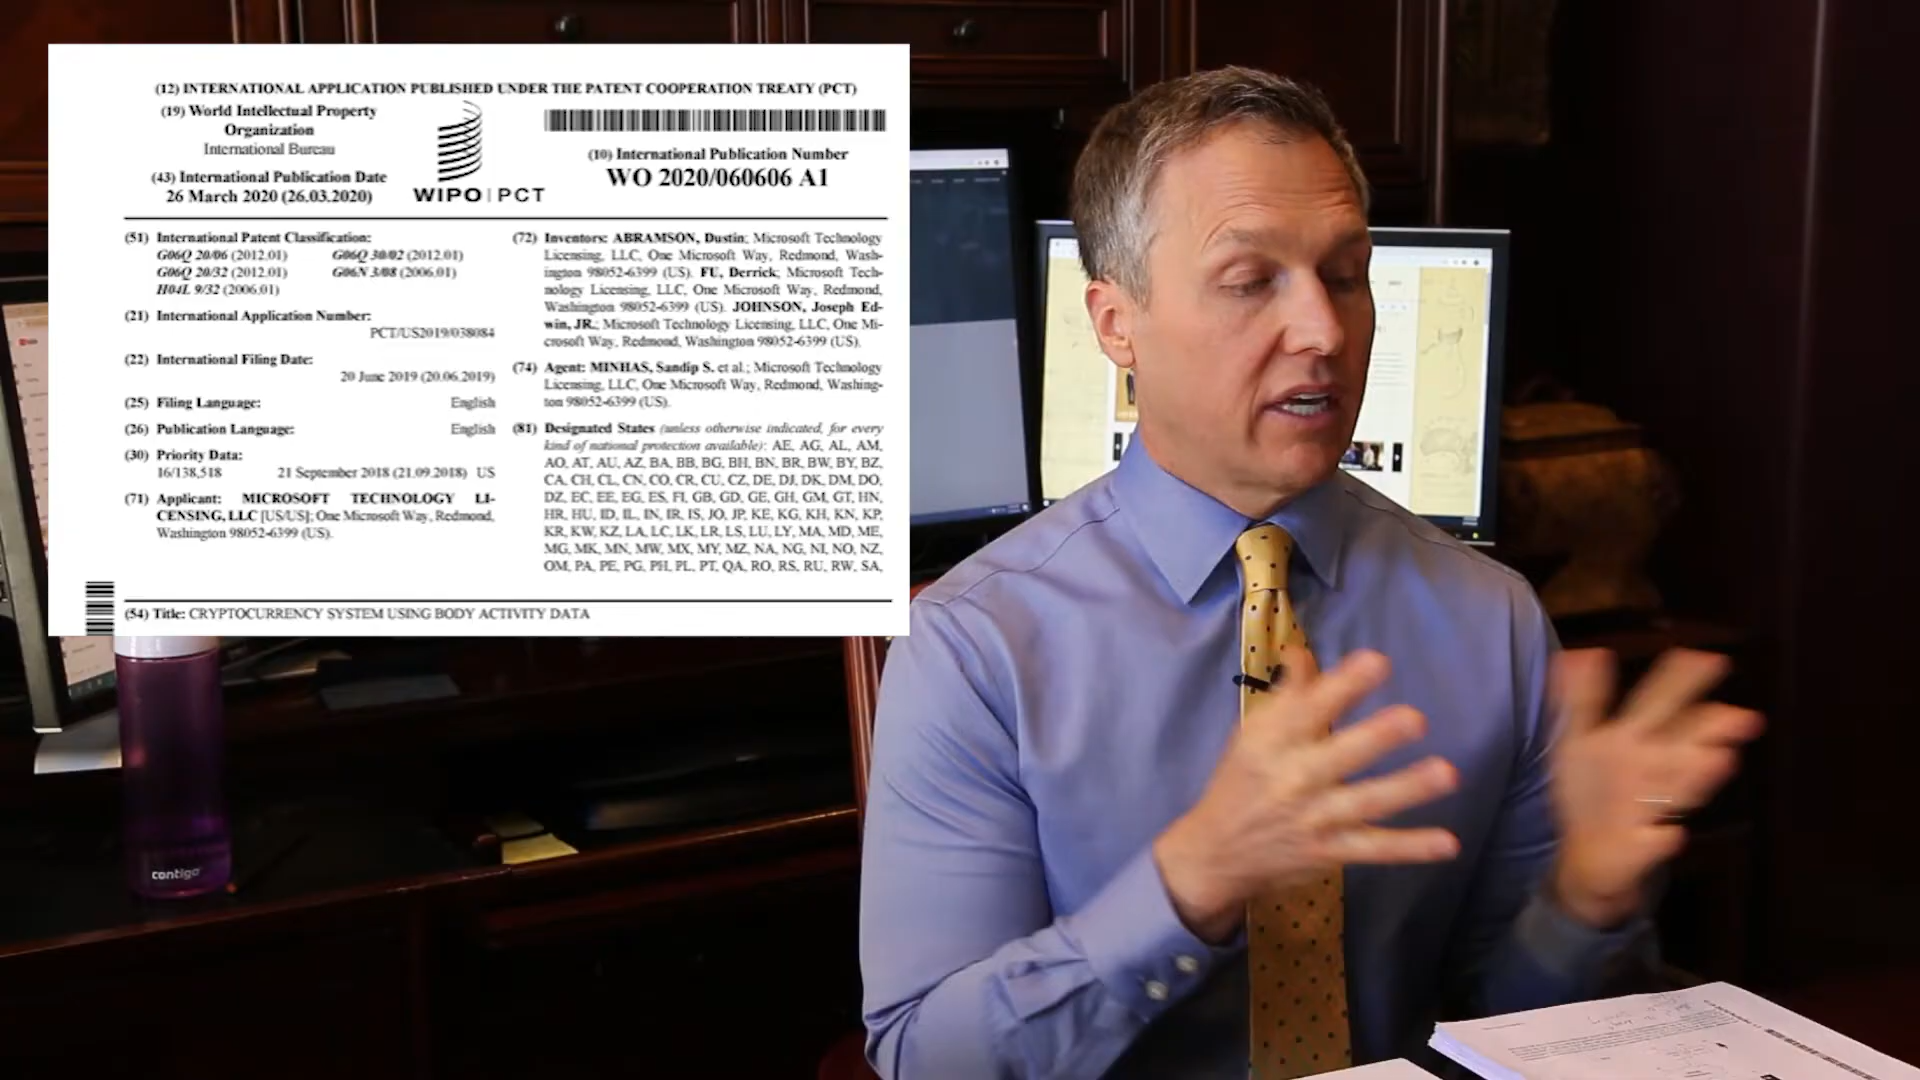 (12) INTERNATIONAL APPLICATION PUBLISHED UNDER THE PATENT COOPERATION TREATY (PCT)
(19) World Intellectual Property
Organization
International Bureau
(43) International Publication Date
26 March 2020 (26.03.2020)
WIPO | PCT
(10) International Publication Number
WO 2020/060606 A1
(51) International Patent Classification:
G06Q 20/06 (2012.01) G06Q 30/02 (2012.01)
G06Q 20/32 (2012.01) G06N 3/08 (2006.01)
H04L 9/32 (2006.01)
(21) International Application Number:
PCT/US2019/038084
(22) International Filing Date:
20 June 2019 (20.06.2019)
(25) Filing Language: English
(26) Publication Language: English
(30) Priority Data:
16/138,518 21 September 2018 (21.09.2018) US
(71) Applicant: MICROSOFT TECHNOLOGY LI-
CENSING, LLC [US/US]; One Microsoft Way, Redmond,
Washington 98052-6399 (US).
(72) Inventors: ABRAMSON, Dustin; Microsoft Technology
Licensing, LLC, One Microsoft Way, Redmond, Wash-
ington 98052-6399 (US). FU, Derrick; Microsoft Tech-
nology Licensing, LLC, One Microsoft Way, Redmond,
Washington 98052-6399 (US). JOHNSON, Joseph Ed-
win, JR.; Microsoft Technology Licensing, LLC, One Mi-
crosoft Way, Redmond, Washington 98052-6399 (US).
(74) Agent: MINHAS, Sandip S. et al.; Microsoft Technology
Licensing, LLC, One Microsoft Way, Redmond, Washing-
ton 98052-6399 (US).
(81) Designated States (unless otherwise indicated, for every
kind of national protection available): AE, AG, AL, AM,
AO, AT, AU, AZ, BA, BB, BG, BH, BN, BR, BW, BY, BZ,
CA, CH, CL, CN, CO, CR, CU, CZ, DE, DJ, DK, DM, DO,
DZ, EC, EE, EG, ES, FI, GB, GD, GE, GH, GM, GT, HN,
HR, HU, ID, IL, IN, IR, IS, JO, JP, KE, KG, KH, KN, KP,
KR, KW, KZ, LA, LC, LK, LR, LS, LU, LY, MA, MD, ME,
MG, MK, MN, MW, MX, MY, MZ, NA, NG, NI, NO, NZ,
OM, PA, PE, PG, PH, PL, PT, QA, RO, RS, RU, RW, SA,
(54) Title: CRYPTOCURRENCY SYSTEM USING BODY ACTIVITY DATA
contigo